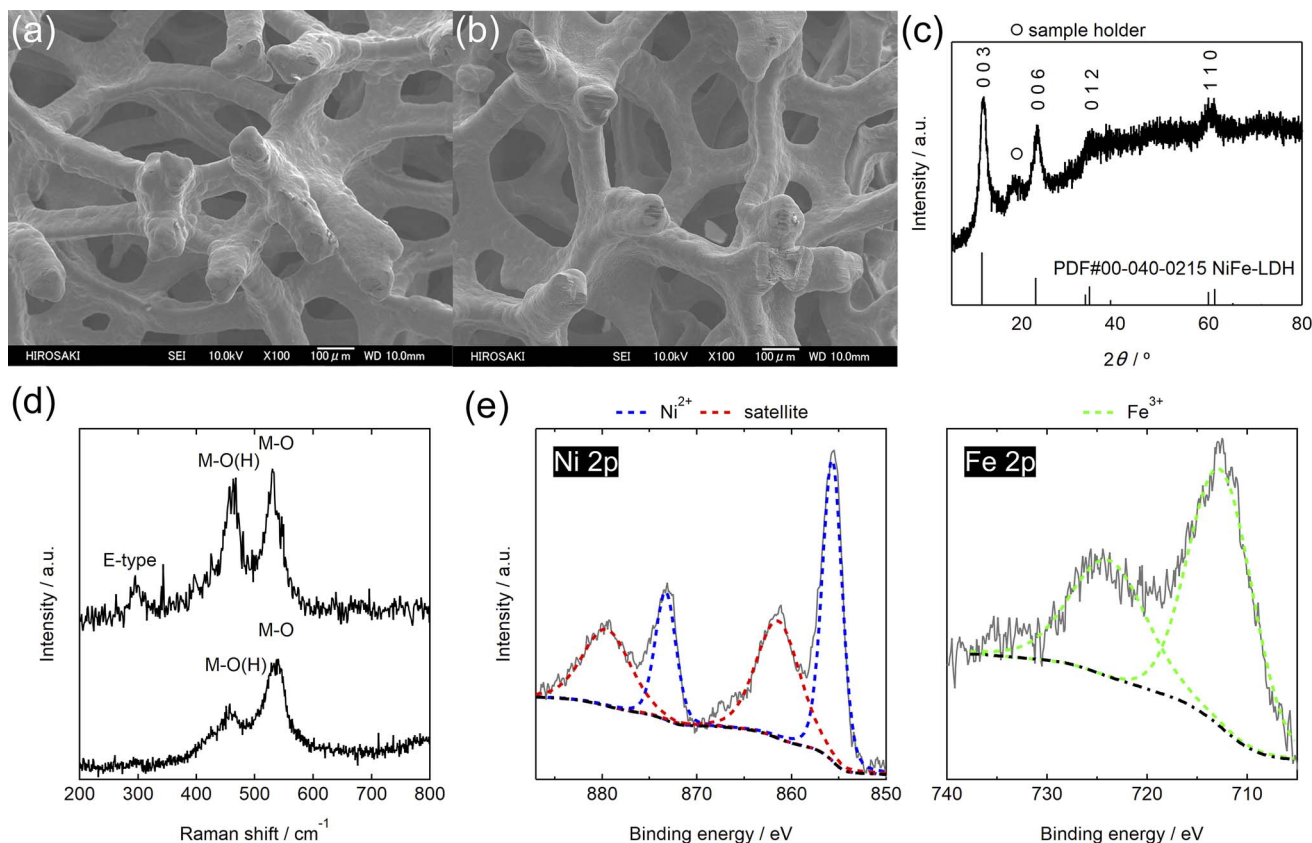 (a)
HIROSAKI SEI 10.0kV X100 100μm WD 10.0mm
(b)
HIROSAKI SEI 10.0kV X100 100μm WD 10.0mm
(c)
○ sample holder
0 0 3
0 0 6
0 1 2
1 1 0
Intensity / a.u.
PDF#00-040-0215 NiFe-LDH
20 40 60 80
2θ / º
(d)
M-O
M-O(H)
E-type
M-O
M-O(H)
Intensity / a.u.
200 300 400 500 600 700 800
Raman shift / cm⁻¹
(e)
Ni²⁺ satellite
Ni 2p
Intensity / a.u.
880 870 860 850
Binding energy / eV
Fe³⁺
Fe 2p
Intensity / a.u.
740 730 720 710
Binding energy / eV